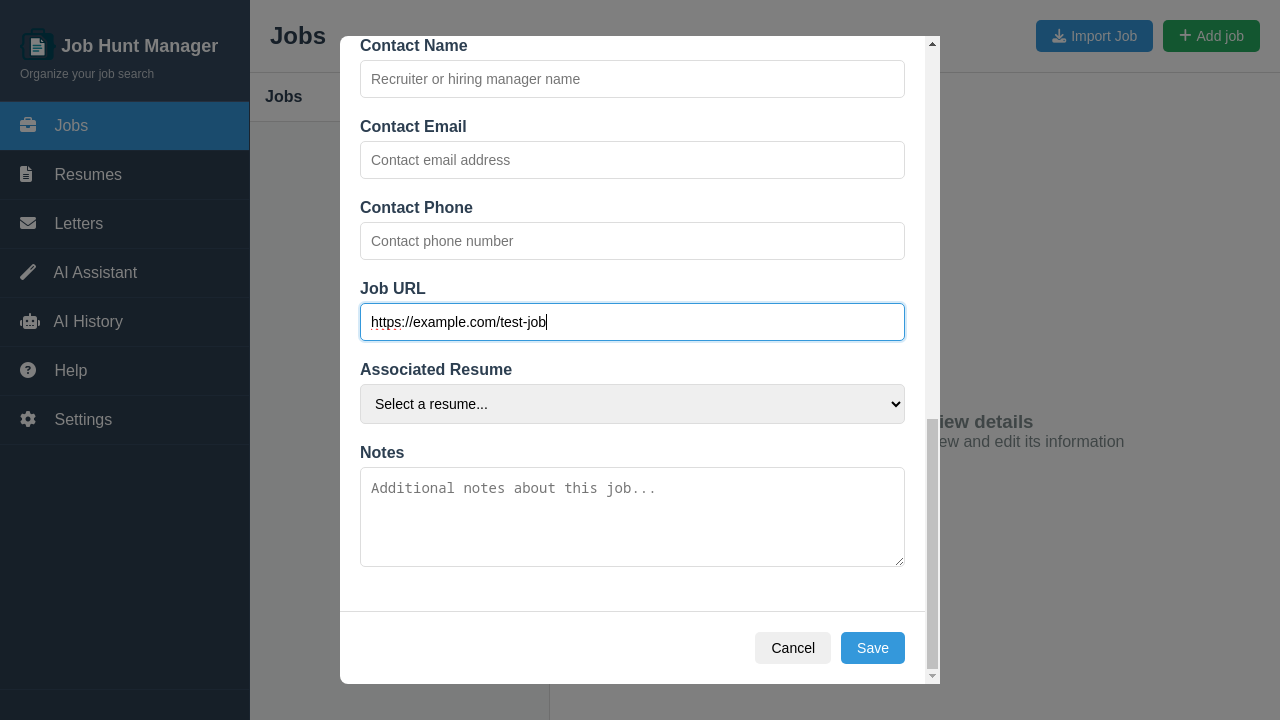 Job Hunt Manager
Organize your job search
Jobs
Resumes
Letters
AI Assistant
AI History
Help
Settings
Jobs
Import Job
Add job
Jobs
iew details
ew and edit its information
Contact Name
Recruiter or hiring manager name
Contact Email
Contact email address
Contact Phone
Contact phone number
Job URL
https://example.com/test-job
Associated Resume
Select a resume...
Notes
Additional notes about this job...
Cancel
Save